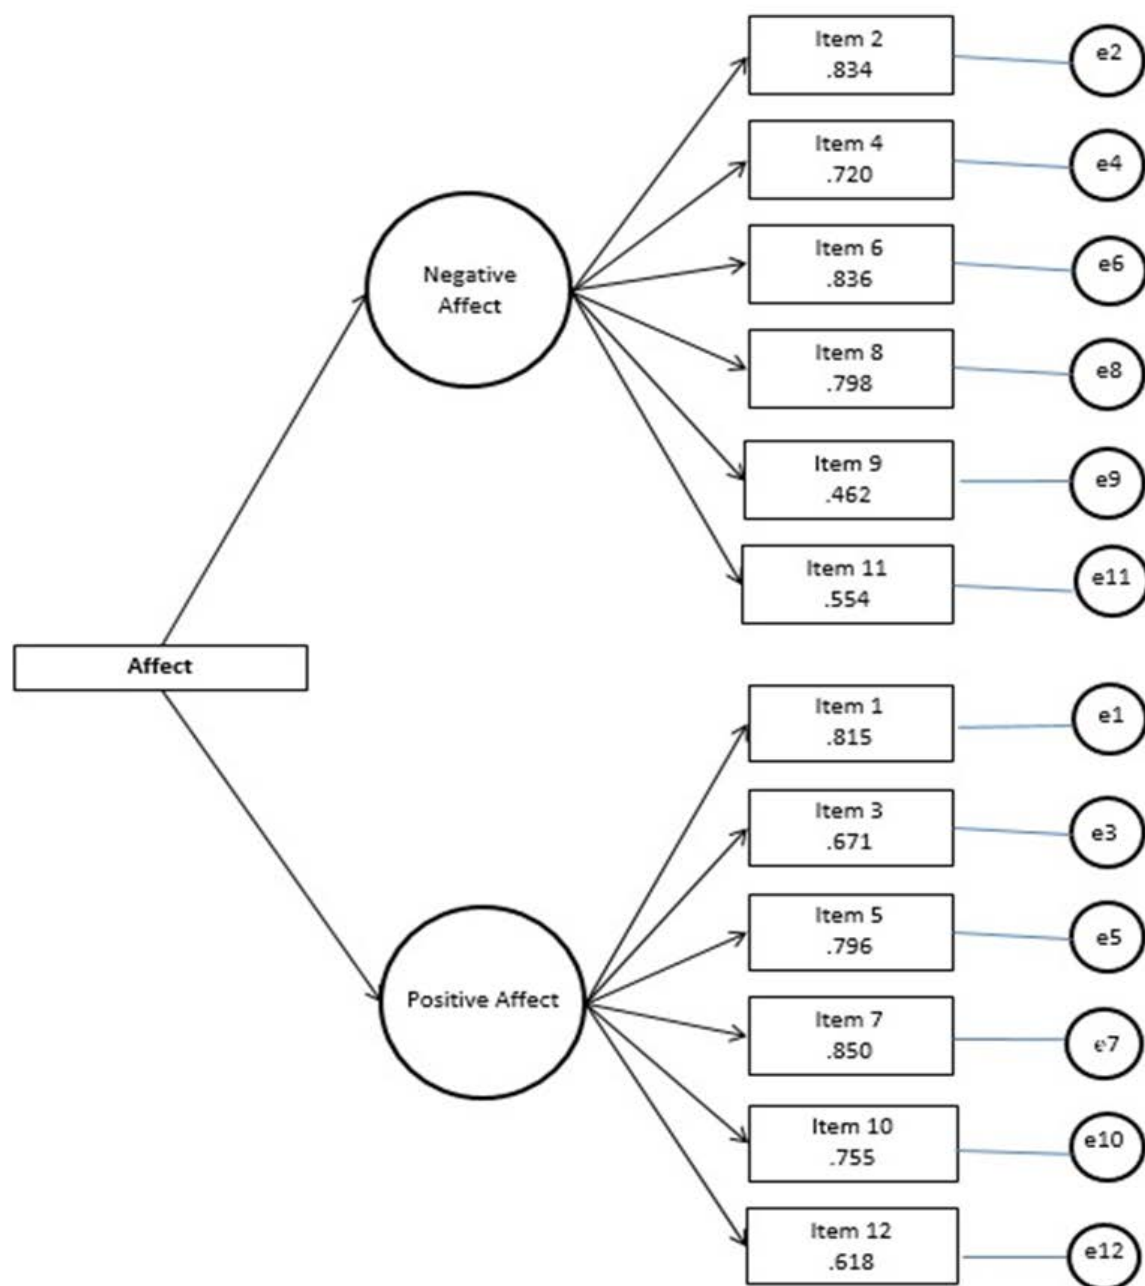 Item 2
.834
e2
Item 4
.720
e4
Item 6
.836
e6
Negative
Affect
Item 8
.798
e8
Item 9
.462
e9
Item 11
.554
e11
Affect
Item 1
.815
e1
Item 3
.671
e3
Item 5
.796
e5
Positive Affect
Item 7
.850
e7
Item 10
.755
e10
Item 12
.618
e12